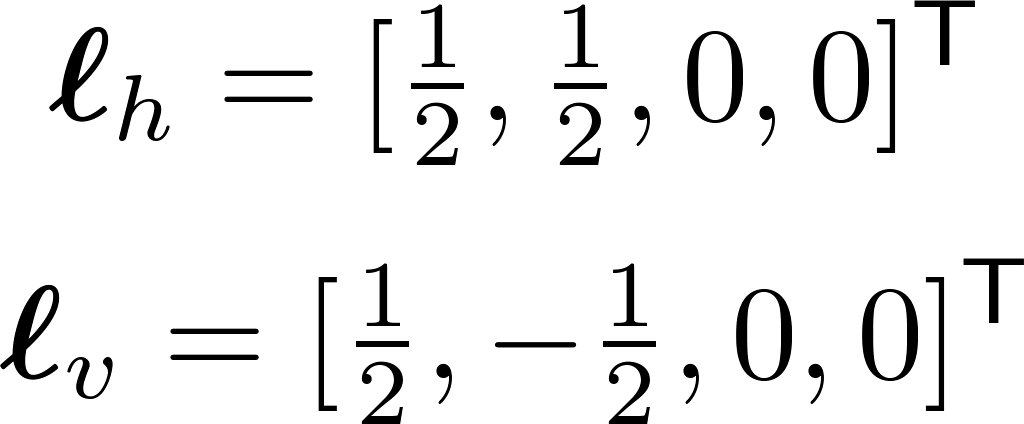 ℓ_h = [1/2, 1/2, 0, 0]^T
ℓ_v = [1/2, −1/2, 0, 0]^T